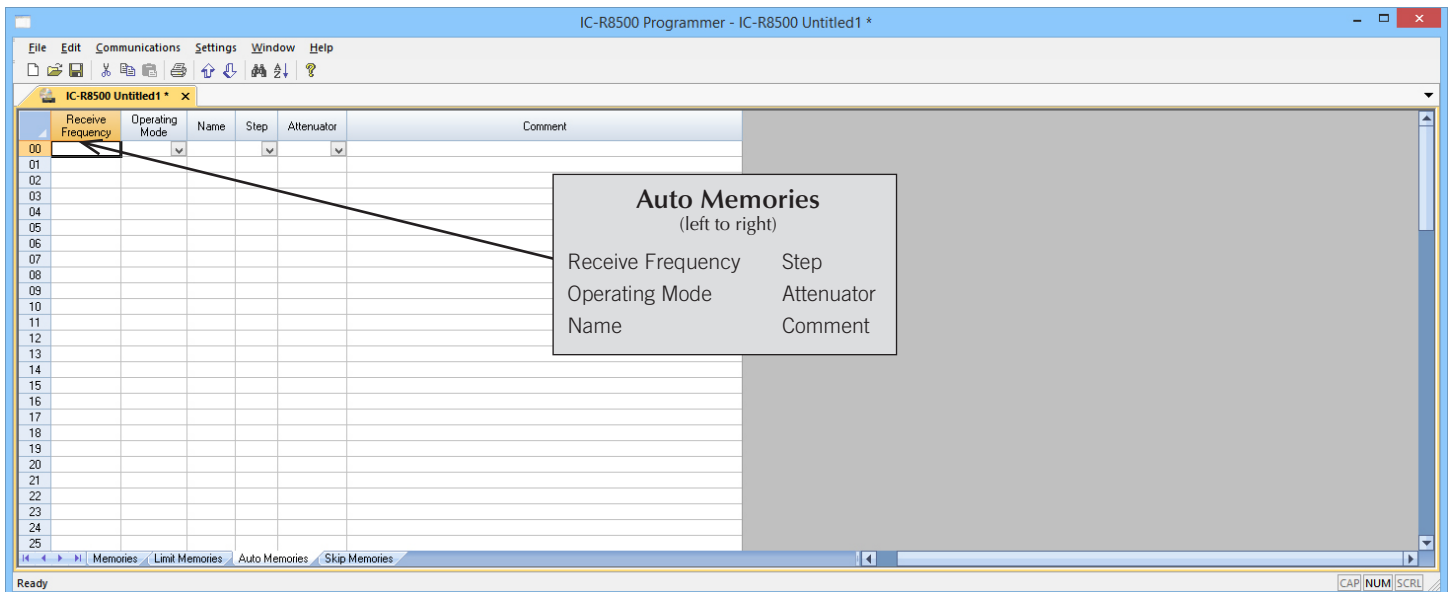 IC-R8500 Programmer - IC-R8500 Untitled1 *
File Edit Communications Settings Window Help
IC-R8500 Untitled1 *
Receive Frequency Operating Mode Name Step Attenuator Comment
00
01
02
03
04
05
06
07
08
09
10
11
12
13
14
15
16
17
18
19
20
21
22
23
24
25
Auto Memories
(left to right)
Receive Frequency Step
Operating Mode Attenuator
Name Comment
Memories Limit Memories Auto Memories Skip Memories
Ready CAP NUM SCRL